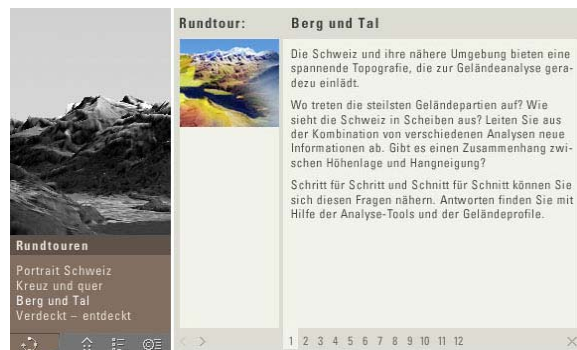 Rundtour: Berg und Tal
Die Schweiz und ihre nähere Umgebung bieten eine
spannende Topografie, die zur Geländeanalyse gera-
dezu einlädt.
Wo treten die steilsten Geländepartien auf? Wie
sieht die Schweiz in Scheiben aus? Leiten Sie aus
der Kombination von verschiedenen Analysen neue
Informationen ab. Gibt es einen Zusammenhang zwi-
schen Höhenlage und Hangneigung?
Schritt für Schritt und Schnitt für Schnitt können Sie
sich diesen Fragen nähern. Antworten finden Sie mit
Hilfe der Analyse-Tools und der Geländeprofile.
Rundtouren
Portrait Schweiz
Kreuz und quer
Berg und Tal
Verdeckt – entdeckt
1 2 3 4 5 6 7 8 9 10 11 12